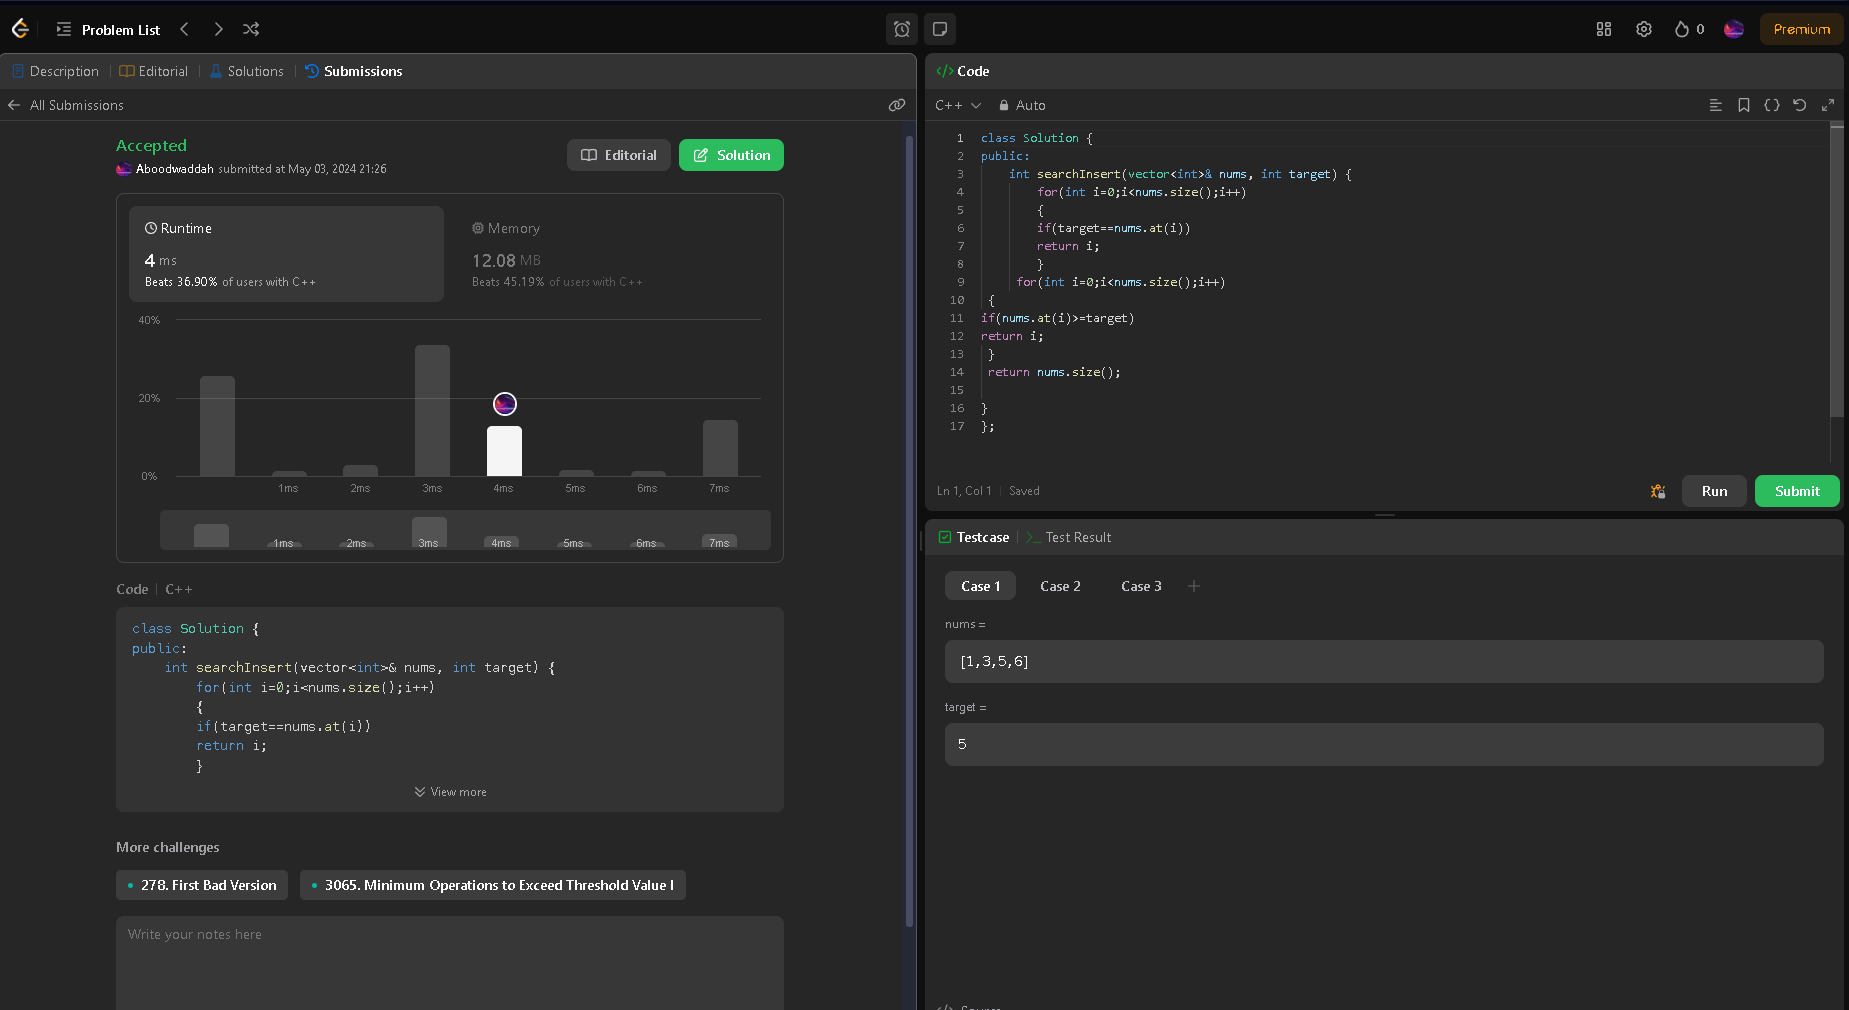 Problem List
0
Premium
Description
Editorial
Solutions
Submissions
All Submissions
Accepted
Aboodwaddah submitted at May 03, 2024 21:26
Editorial
Solution
Runtime
4 ms
Beats 36.90% of users with C++
Memory
12.08 MB
Beats 45.19% of users with C++
40%
20%
0%
1ms 2ms 3ms 4ms 5ms 6ms 7ms
1ms 2ms 3ms 4ms 5ms 6ms 7ms
Code | C++
class Solution {
public:
    int searchInsert(vector<int>& nums, int target) {
        for(int i=0;i<nums.size();i++)
        {
        if(target==nums.at(i))
        return i;
        }
View more
More challenges
278. First Bad Version
3065. Minimum Operations to Exceed Threshold Value I
Write your notes here
</> Code
C++
Auto
1 class Solution {
2 public:
3     int searchInsert(vector<int>& nums, int target) {
4         for(int i=0;i<nums.size();i++)
5         {
6         if(target==nums.at(i))
7         return i;
8         }
9      for(int i=0;i<nums.size();i++)
10  {
11 if(nums.at(i)>=target)
12 return i;
13  }
14  return nums.size();
15
16 }
17 };
Ln 1, Col 1 | Saved
Run
Submit
Testcase
Test Result
Case 1
Case 2
Case 3
+
nums =
[1,3,5,6]
target =
5